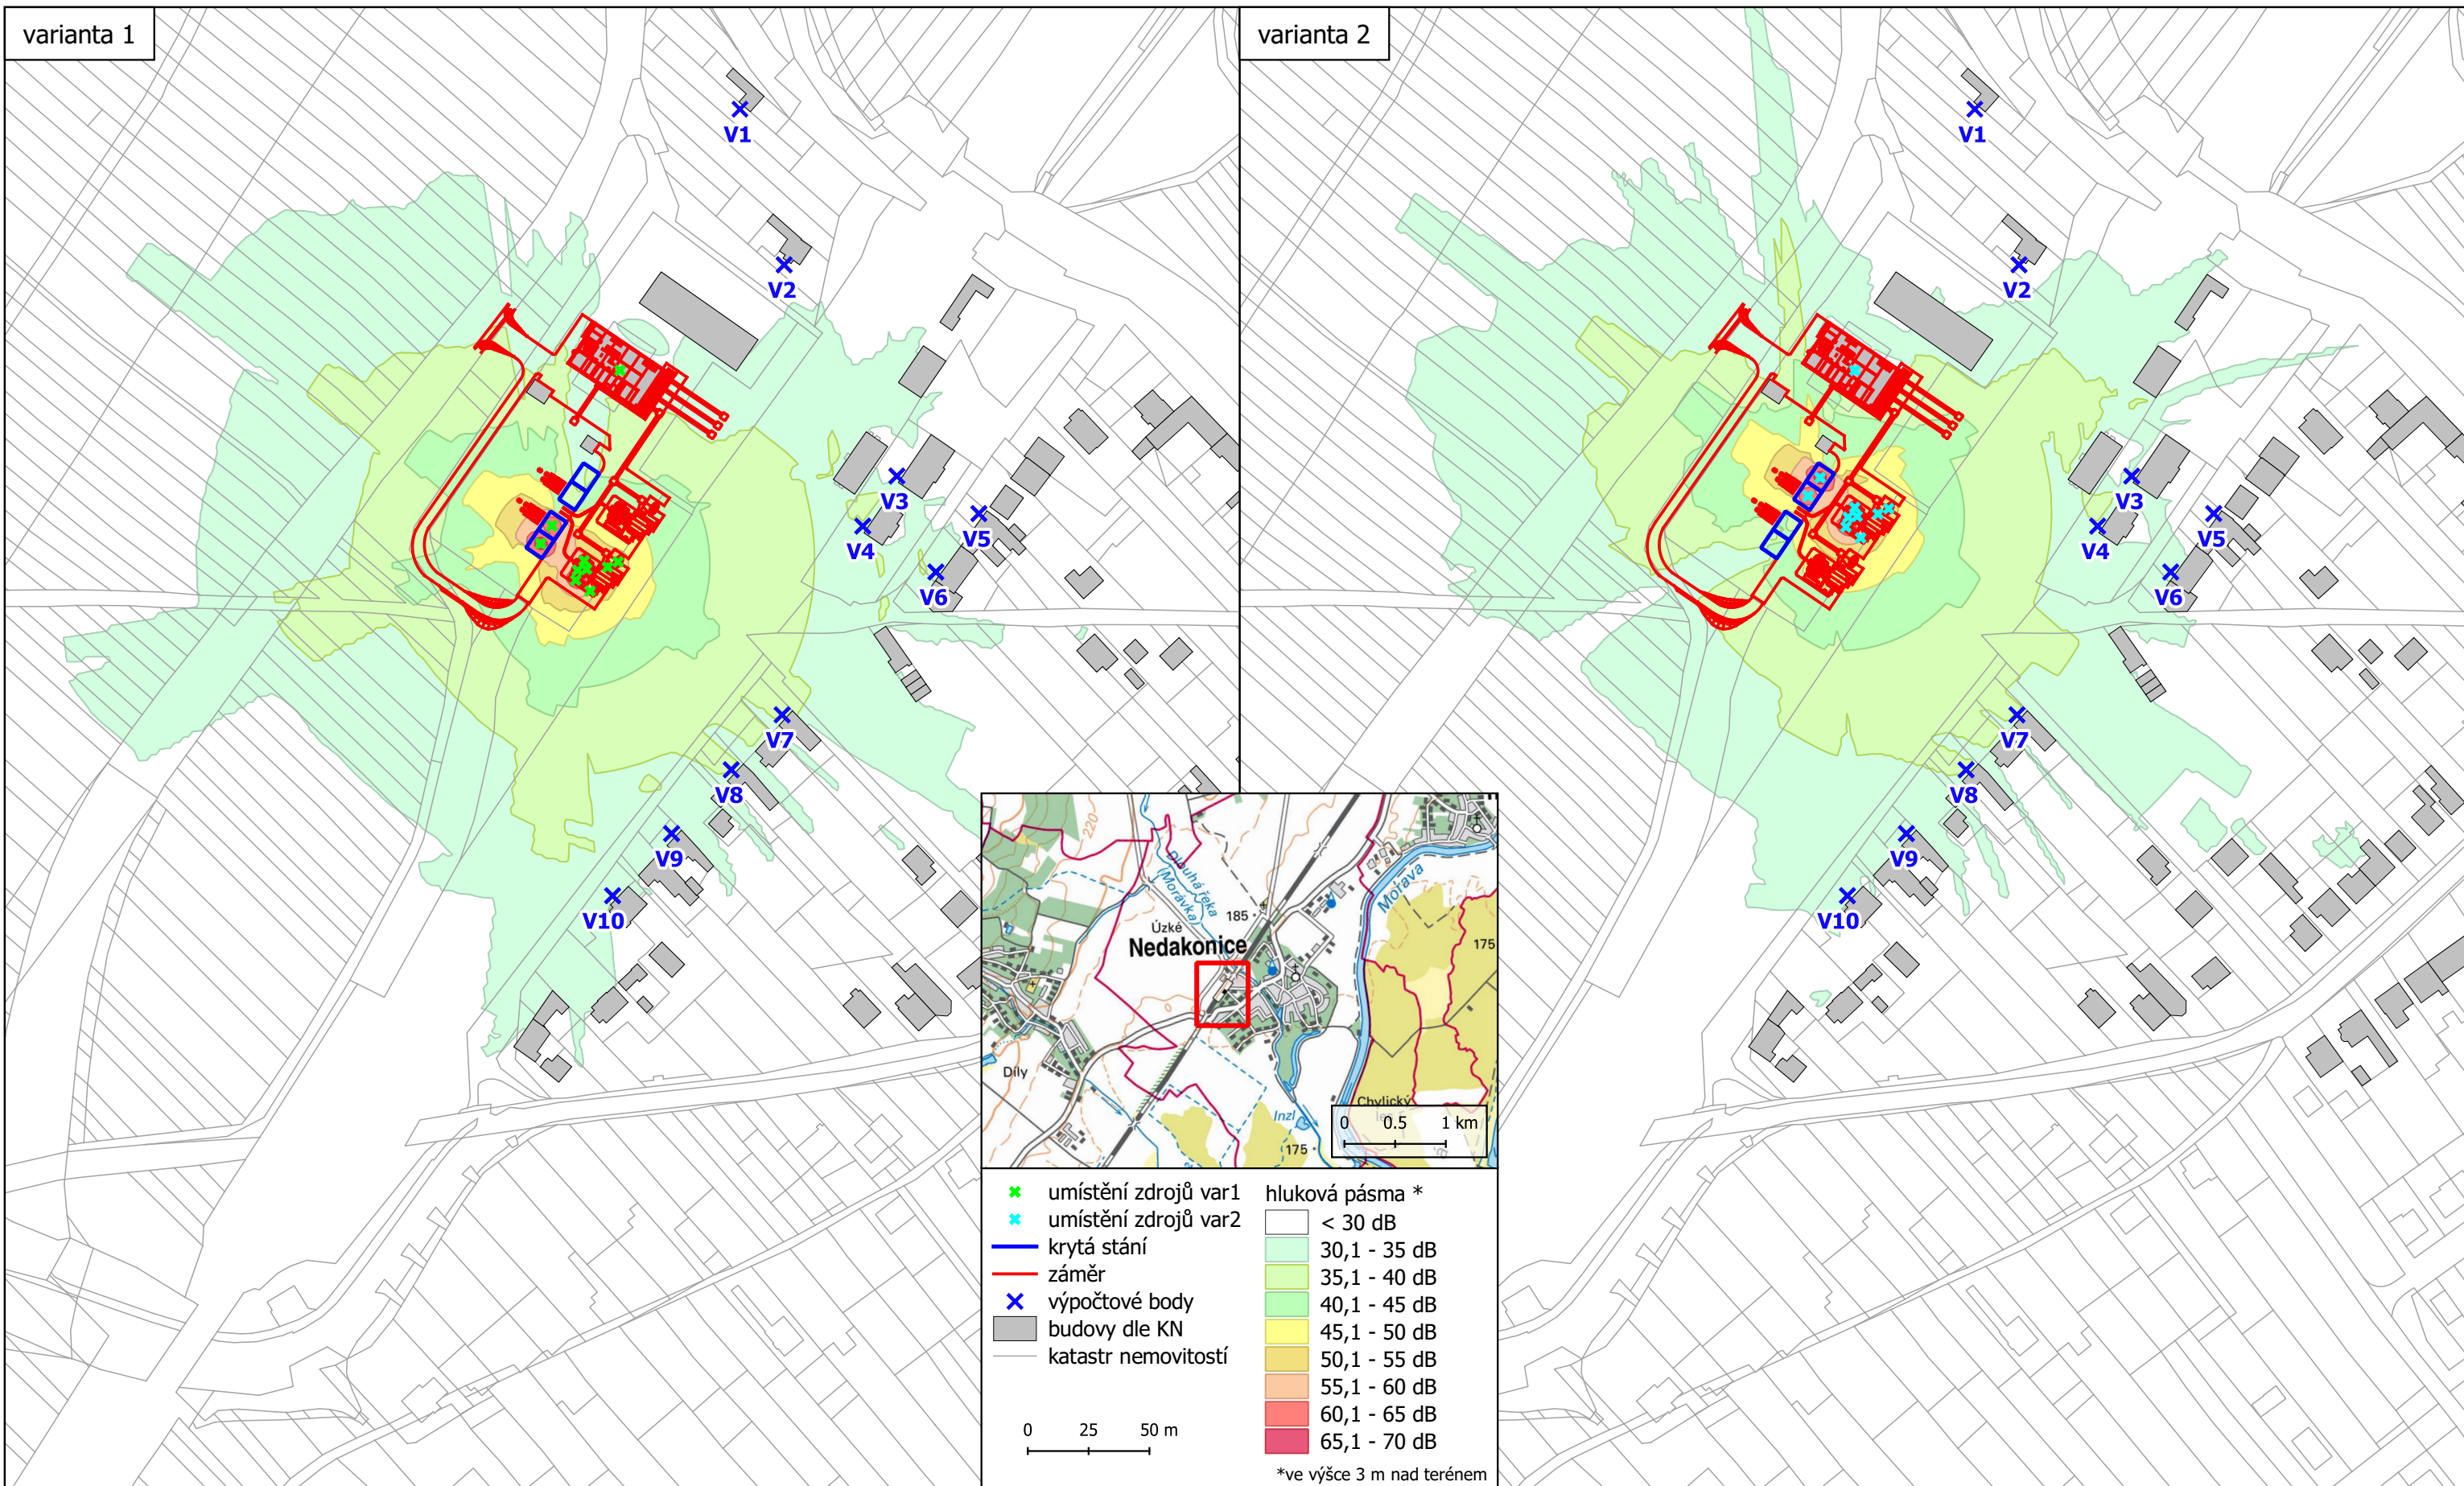 varianta 1
varianta 2
V1
V2
V3
V4
V5
V6
V7
V8
V9
V10
V1
V2
V3
V4
V5
V6
V7
V8
V9
V10
220
Dlouhá řeka
(Morávka)
Morava
185
Úzké
Nedakonice
175
Díly
Chylický
Inzl
175
0 0.5 1 km
umístění zdrojů var1
umístění zdrojů var2
krytá stání
záměr
výpočtové body
budovy dle KN
katastr nemovitostí
0 25 50 m
hluková pásma *
< 30 dB
30,1 - 35 dB
35,1 - 40 dB
40,1 - 45 dB
45,1 - 50 dB
50,1 - 55 dB
55,1 - 60 dB
60,1 - 65 dB
65,1 - 70 dB
*ve výšce 3 m nad terénem